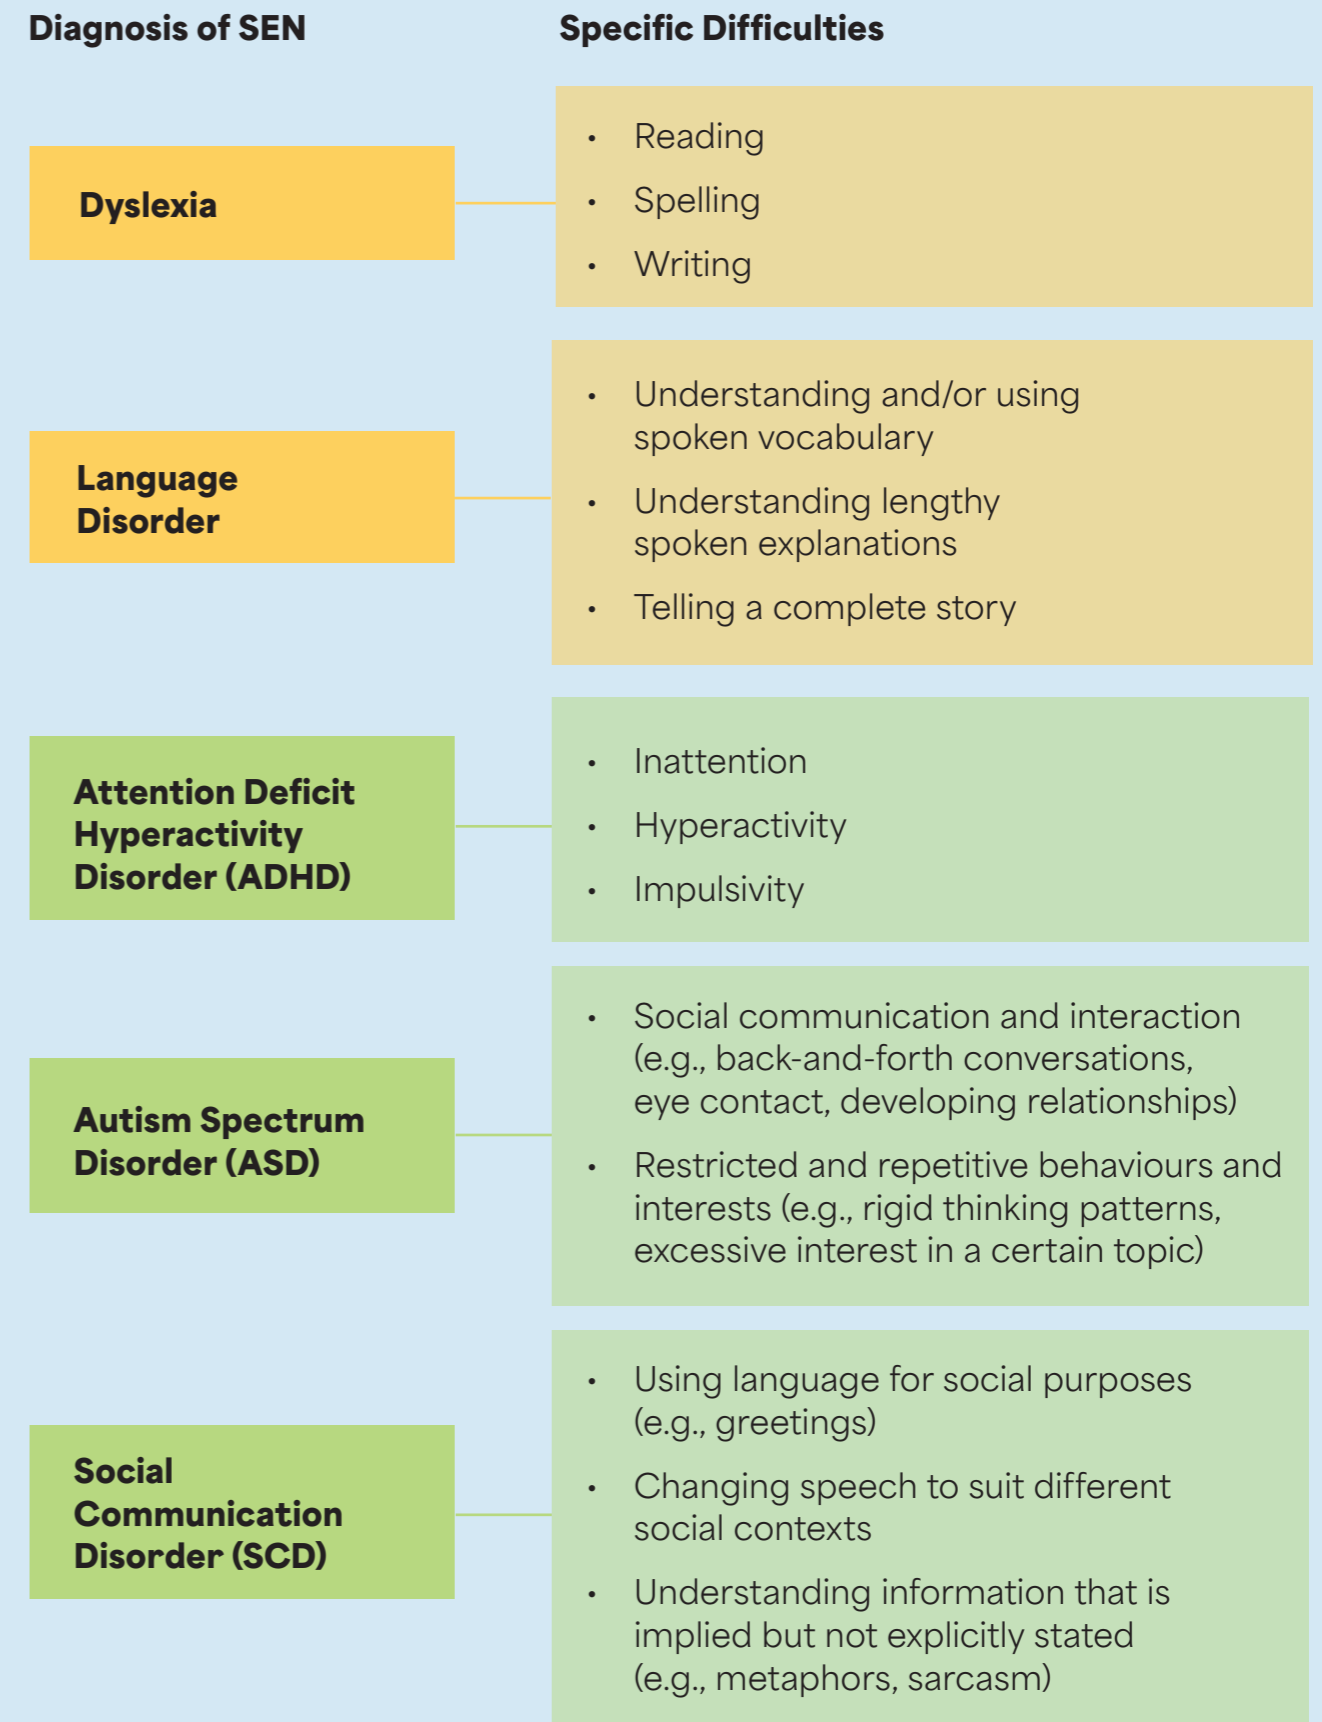 Diagnosis of SEN
Specific Difficulties
Dyslexia
• Reading
• Spelling
• Writing
Language
Disorder
• Understanding and/or using
spoken vocabulary
• Understanding lengthy
spoken explanations
• Telling a complete story
Attention Deficit
Hyperactivity
Disorder (ADHD)
• Inattention
• Hyperactivity
• Impulsivity
Autism Spectrum
Disorder (ASD)
• Social communication and interaction
(e.g., back-and-forth conversations,
eye contact, developing relationships)
• Restricted and repetitive behaviours and
interests (e.g., rigid thinking patterns,
excessive interest in a certain topic)
Social
Communication
Disorder (SCD)
• Using language for social purposes
(e.g., greetings)
• Changing speech to suit different
social contexts
• Understanding information that is
implied but not explicitly stated
(e.g., metaphors, sarcasm)